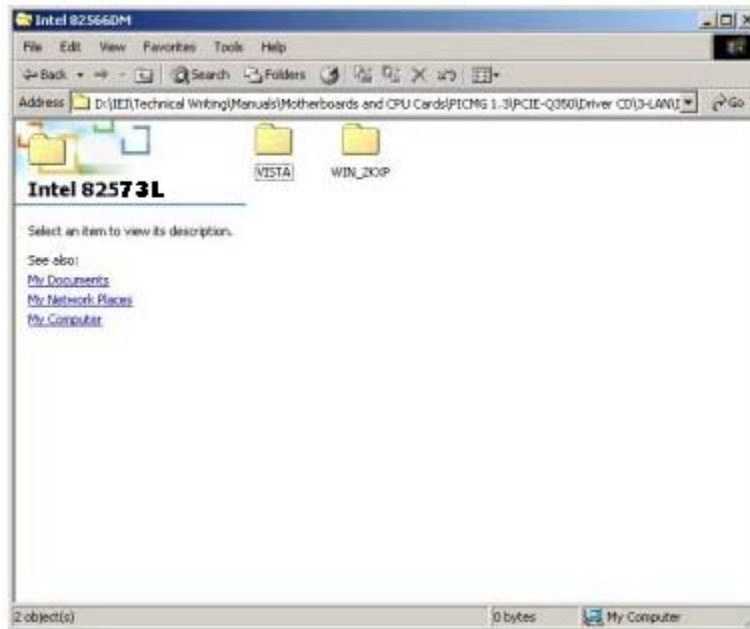 Intel 82566DM
File Edit View Favorites Tools Help
Back Search Folders
Address D:\IEI\Technical Writing\Manuals\Motherboards and CPU Cards\PICMG 1.3\PCIE-Q350\Driver CD\3-LAN\I Go
VISTA WIN_2KXP
Intel 82573L
Select an item to view its description.
See also:
My Documents
My Network Places
My Computer
2 object(s) 0 bytes My Computer